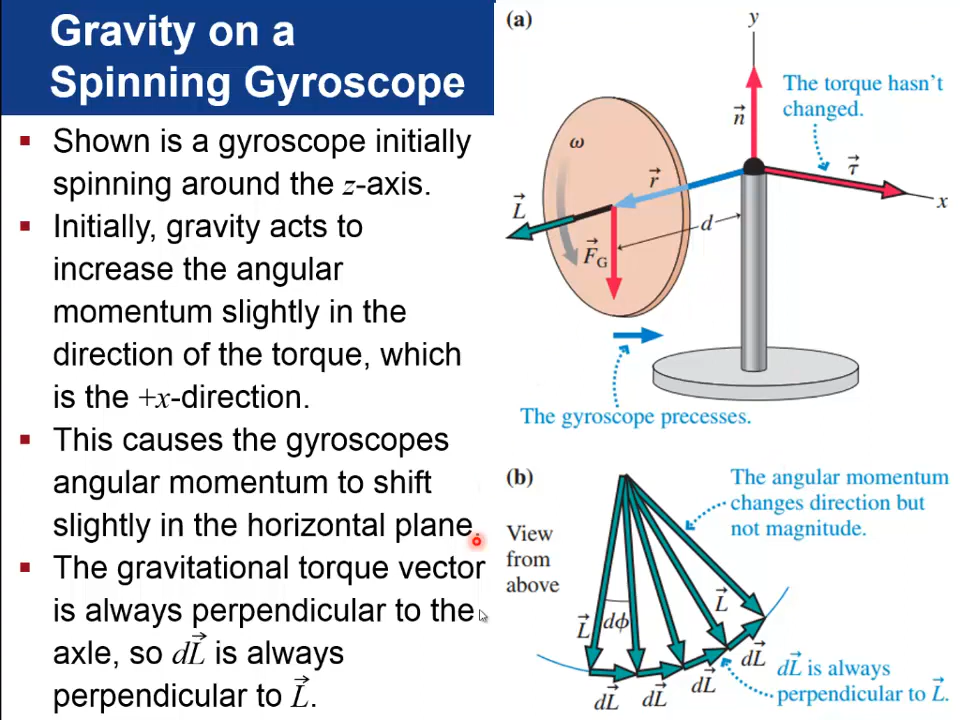 Gravity on a
Spinning Gyroscope
▪ Shown is a gyroscope initially
spinning around the z-axis.
▪ Initially, gravity acts to
increase the angular
momentum slightly in the
direction of the torque, which
is the +x-direction.
▪ This causes the gyroscopes
angular momentum to shift
slightly in the horizontal plane.
▪ The gravitational torque vector
is always perpendicular to the
axle, so dL⃗ is always
perpendicular to L⃗.
(a)
y
The torque hasn't
changed.
n⃗
ω
r⃗
τ⃗
x
L⃗
d
F⃗G
The gyroscope precesses.
(b)
The angular momentum
changes direction but
not magnitude.
View
from
above
L⃗
dϕ
L⃗
dL⃗
dL⃗
dL⃗
dL⃗
dL⃗ is always
perpendicular to L⃗.